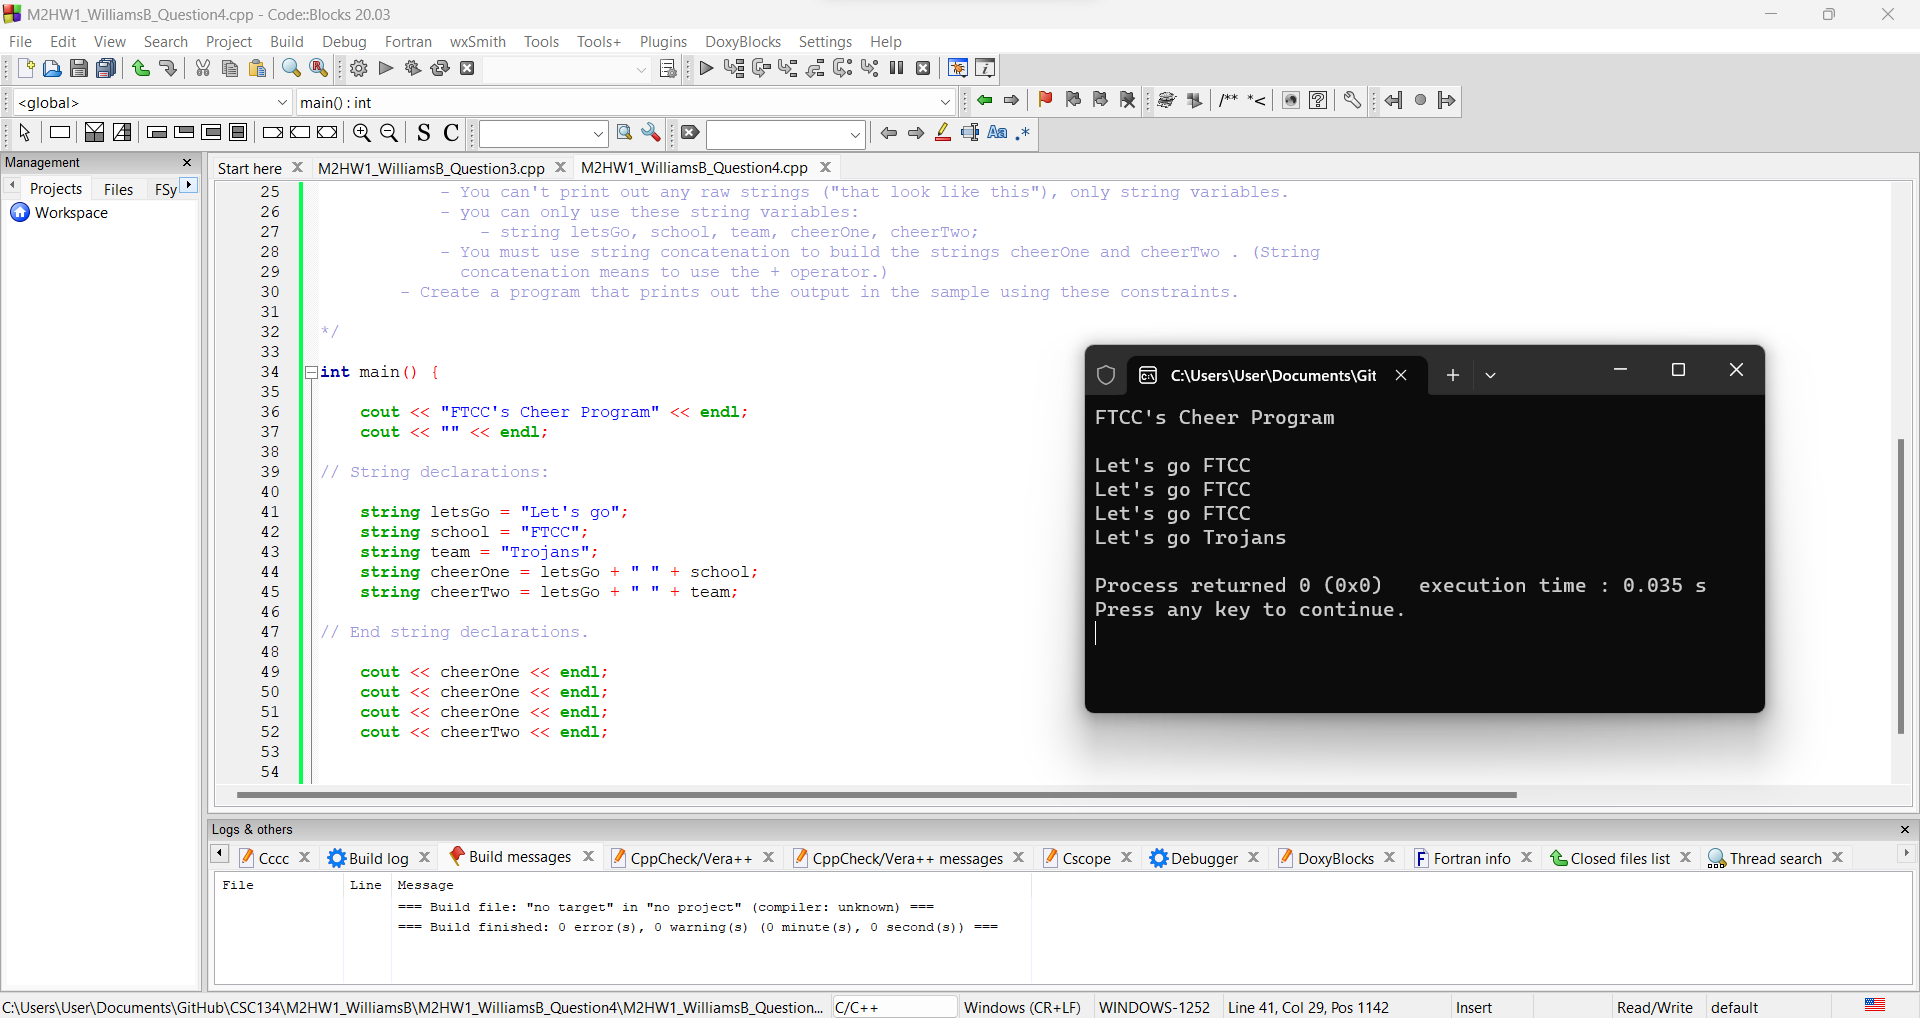 M2HW1_WilliamsB_Question4.cpp - Code::Blocks 20.03
File Edit View Search Project Build Debug Fortran wxSmith Tools Tools+ Plugins DoxyBlocks Settings Help
<global> main() : int
/** *<
S C Aa .*
Management
Projects Files FSy
Workspace
Start here M2HW1_WilliamsB_Question3.cpp M2HW1_WilliamsB_Question4.cpp
25 - You can't print out any raw strings ("that look like this"), only string variables.
26 - you can only use these string variables:
27 - string letsGo, school, team, cheerOne, cheerTwo;
28 - You must use string concatenation to build the strings cheerOne and cheerTwo . (String
29 concatenation means to use the + operator.)
30 - Create a program that prints out the output in the sample using these constraints.
31
32 */
33
34 int main() {
35
36 cout << "FTCC's Cheer Program" << endl;
37 cout << "" << endl;
38
39 // String declarations:
40
41 string letsGo = "Let's go";
42 string school = "FTCC";
43 string team = "Trojans";
44 string cheerOne = letsGo + " " + school;
45 string cheerTwo = letsGo + " " + team;
46
47 // End string declarations.
48
49 cout << cheerOne << endl;
50 cout << cheerOne << endl;
51 cout << cheerOne << endl;
52 cout << cheerTwo << endl;
53
54
C:\Users\User\Documents\Git
FTCC's Cheer Program
Let's go FTCC
Let's go FTCC
Let's go FTCC
Let's go Trojans
Process returned 0 (0x0) execution time : 0.035 s
Press any key to continue.
Logs & others
Cccc Build log Build messages CppCheck/Vera++ CppCheck/Vera++ messages Cscope Debugger DoxyBlocks Fortran info Closed files list Thread search
File Line Message
=== Build file: "no target" in "no project" (compiler: unknown) ===
=== Build finished: 0 error(s), 0 warning(s) (0 minute(s), 0 second(s)) ===
C:\Users\User\Documents\GitHub\CSC134\M2HW1_WilliamsB\M2HW1_WilliamsB_Question4\M2HW1_WilliamsB_Question... C/C++ Windows (CR+LF) WINDOWS-1252 Line 41, Col 29, Pos 1142 Insert Read/Write default